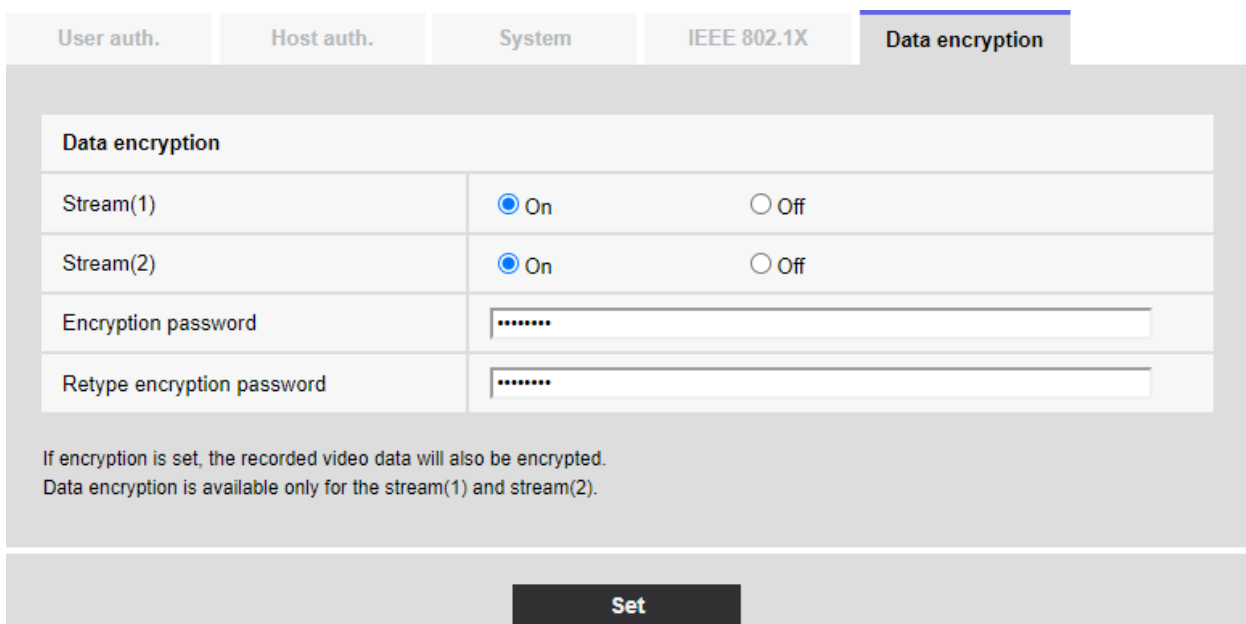 User auth. Host auth. System IEEE 802.1X Data encryption
Data encryption
Stream(1) On Off
Stream(2) On Off
Encryption password ••••••••
Retype encryption password ••••••••
If encryption is set, the recorded video data will also be encrypted.
Data encryption is available only for the stream(1) and stream(2).
Set